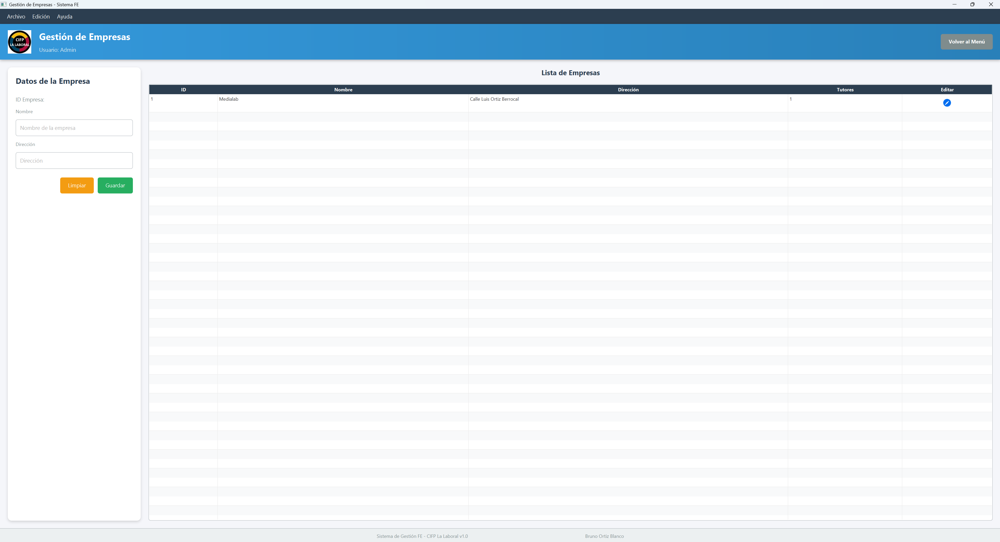 Gestión de Empresas - Sistema FE
Archivo Edición Ayuda
CIFP
LA LABORAL
Gestión de Empresas
Usuario: Admin
Volver al Menú
Datos de la Empresa
ID Empresa:
Nombre
Nombre de la empresa
Dirección
Dirección
Limpiar Guardar
Lista de Empresas
ID Nombre Dirección Tutores Editar
1 Medialab Calle Luis Ortiz Berrocal 1
Sistema de Gestión FE - CIFP La Laboral v1.0 Bruno Ortiz Blanco